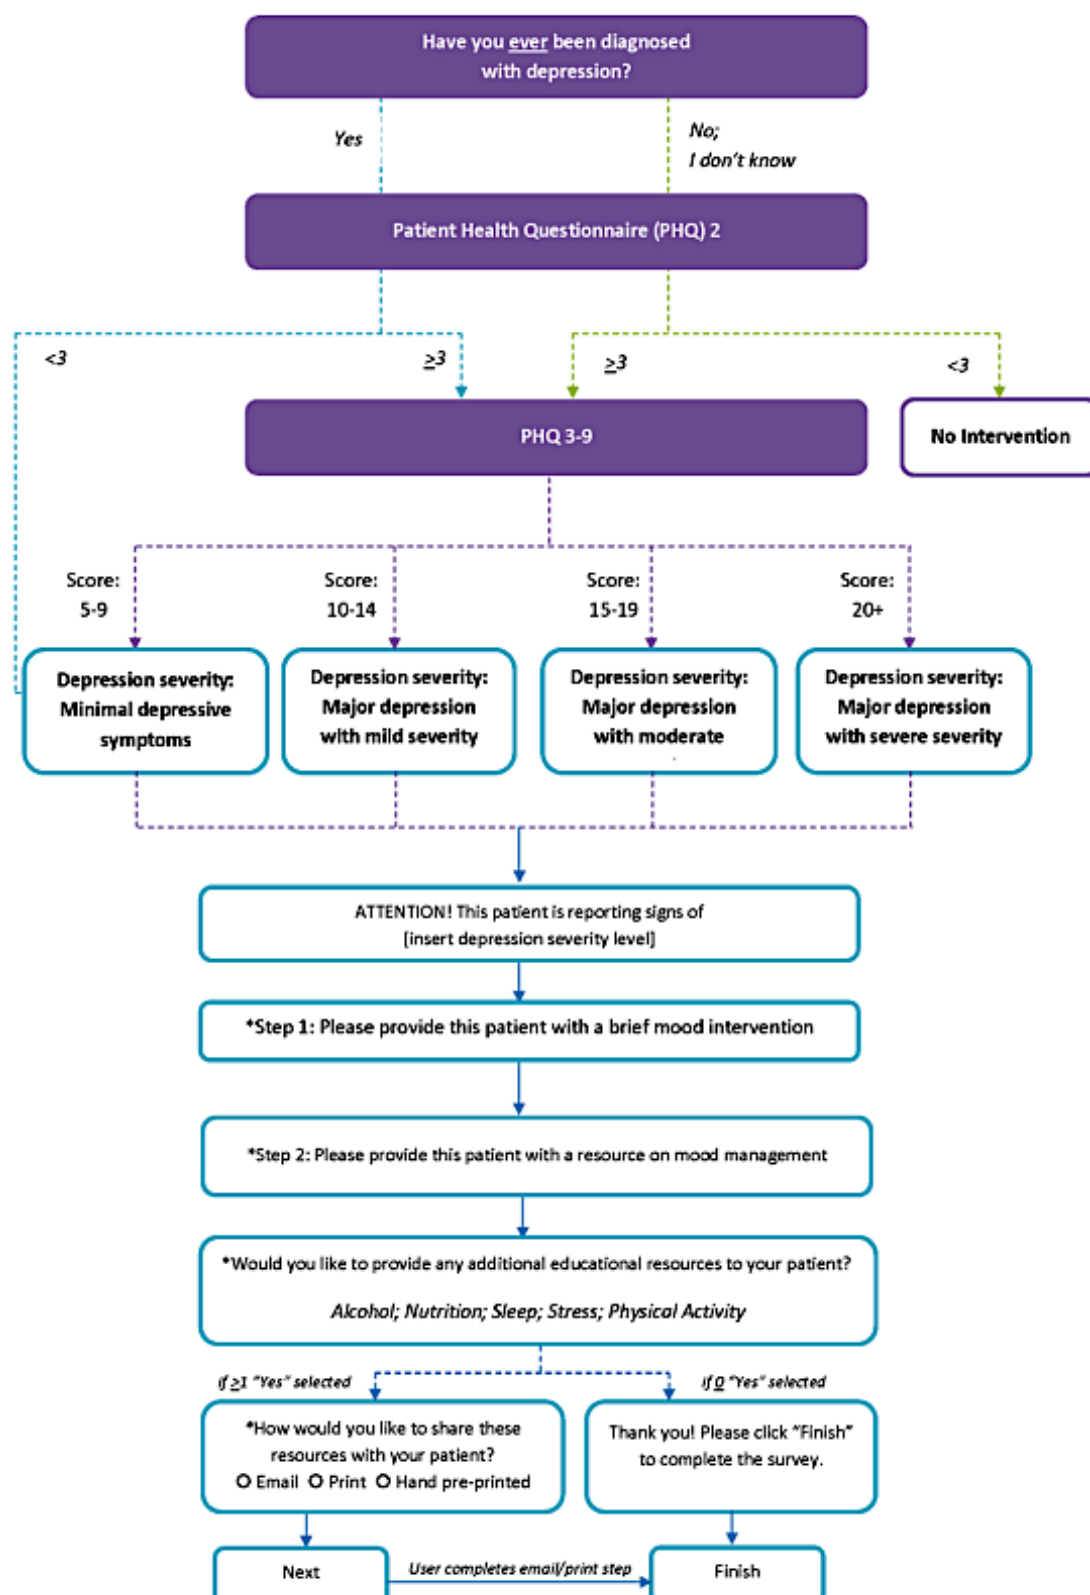 Have you ever been diagnosed
with depression?
Yes
No;
I don't know
Patient Health Questionnaire (PHQ) 2
<3
≥3
≥3
<3
PHQ 3-9
No Intervention
Score:
5-9
Score:
10-14
Score:
15-19
Score:
20+
Depression severity:
Minimal depressive
symptoms
Depression severity:
Major depression
with mild severity
Depression severity:
Major depression
with moderate
Depression severity:
Major depression
with severe severity
ATTENTION! This patient is reporting signs of
[insert depression severity level]
*Step 1: Please provide this patient with a brief mood intervention
*Step 2: Please provide this patient with a resource on mood management
*Would you like to provide any additional educational resources to your patient?
Alcohol; Nutrition; Sleep; Stress; Physical Activity
if ≥1 "Yes" selected
if 0 "Yes" selected
*How would you like to share these
resources with your patient?
O Email O Print O Hand pre-printed
Thank you! Please click "Finish"
to complete the survey.
Next
User completes email/print step
Finish